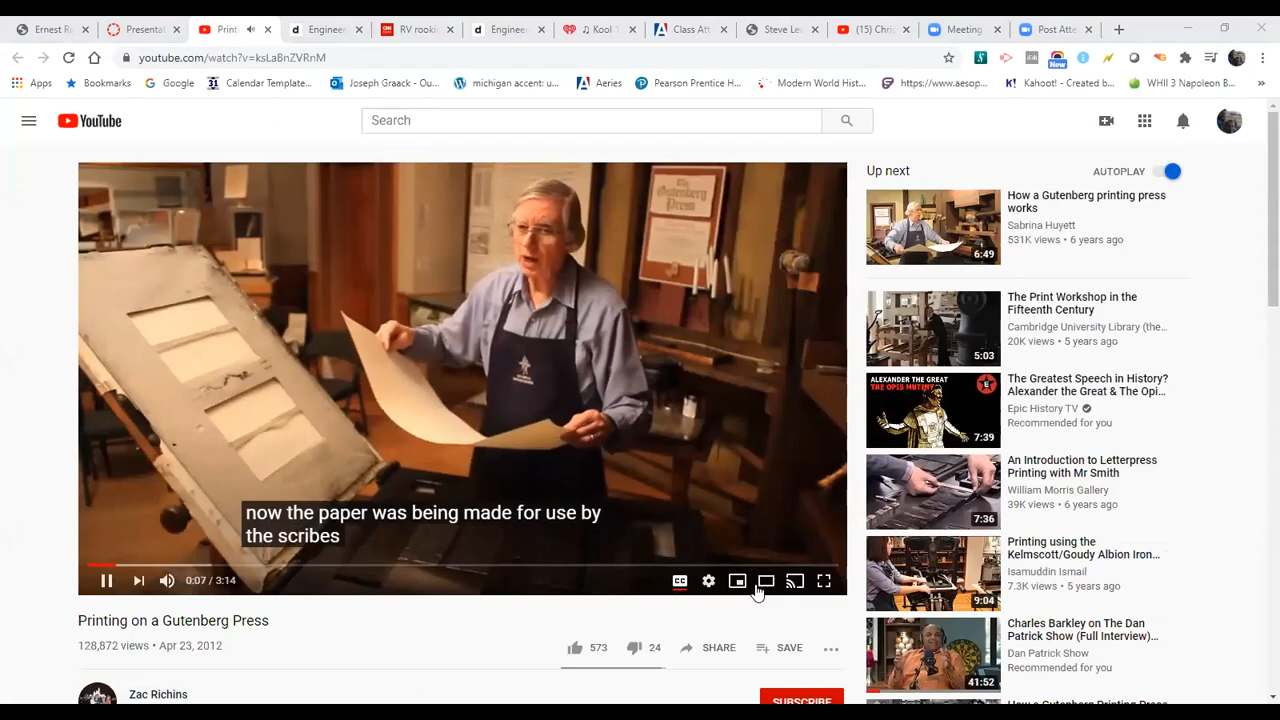 Ernest R
Presentat
Print
Engineer
RV rooki
Engineer
Kool
Class Att
Steve Le
(15) Chri
Meeting
Post Atte
youtube.com/watch?v=ksLaBnZVRnM
New
Apps
Bookmarks
Google
Calendar Template...
Joseph Graack - Ou...
michigan accent: u...
Aeries
Pearson Prentice H...
Modern World Hist...
https://www.aesop...
Kahoot! - Created b...
WHII 3 Napoleon B...
YouTube
Search
The
Gutenberg
Press
now the paper was being made for use by
the scribes
0:07 / 3:14
CC
Printing on a Gutenberg Press
128,872 views • Apr 23, 2012
573
24
SHARE
SAVE
Zac Richins
SUBSCRIBE
Up next
AUTOPLAY
How a Gutenberg printing press
works
Sabrina Huyett
531K views • 6 years ago
6:49
The Print Workshop in the
Fifteenth Century
Cambridge University Library (the...
20K views • 5 years ago
5:03
ALEXANDER THE GREAT
THE OPIS MUTINY
The Greatest Speech in History?
Alexander the Great & The Opi...
Epic History TV
Recommended for you
7:39
An Introduction to Letterpress
Printing with Mr Smith
William Morris Gallery
39K views • 6 years ago
7:36
Printing using the
Kelmscott/Goudy Albion Iron...
Isamuddin Ismail
7.3K views • 5 years ago
9:04
Charles Barkley on The Dan
Patrick Show (Full Interview)...
Dan Patrick Show
Recommended for you
41:52